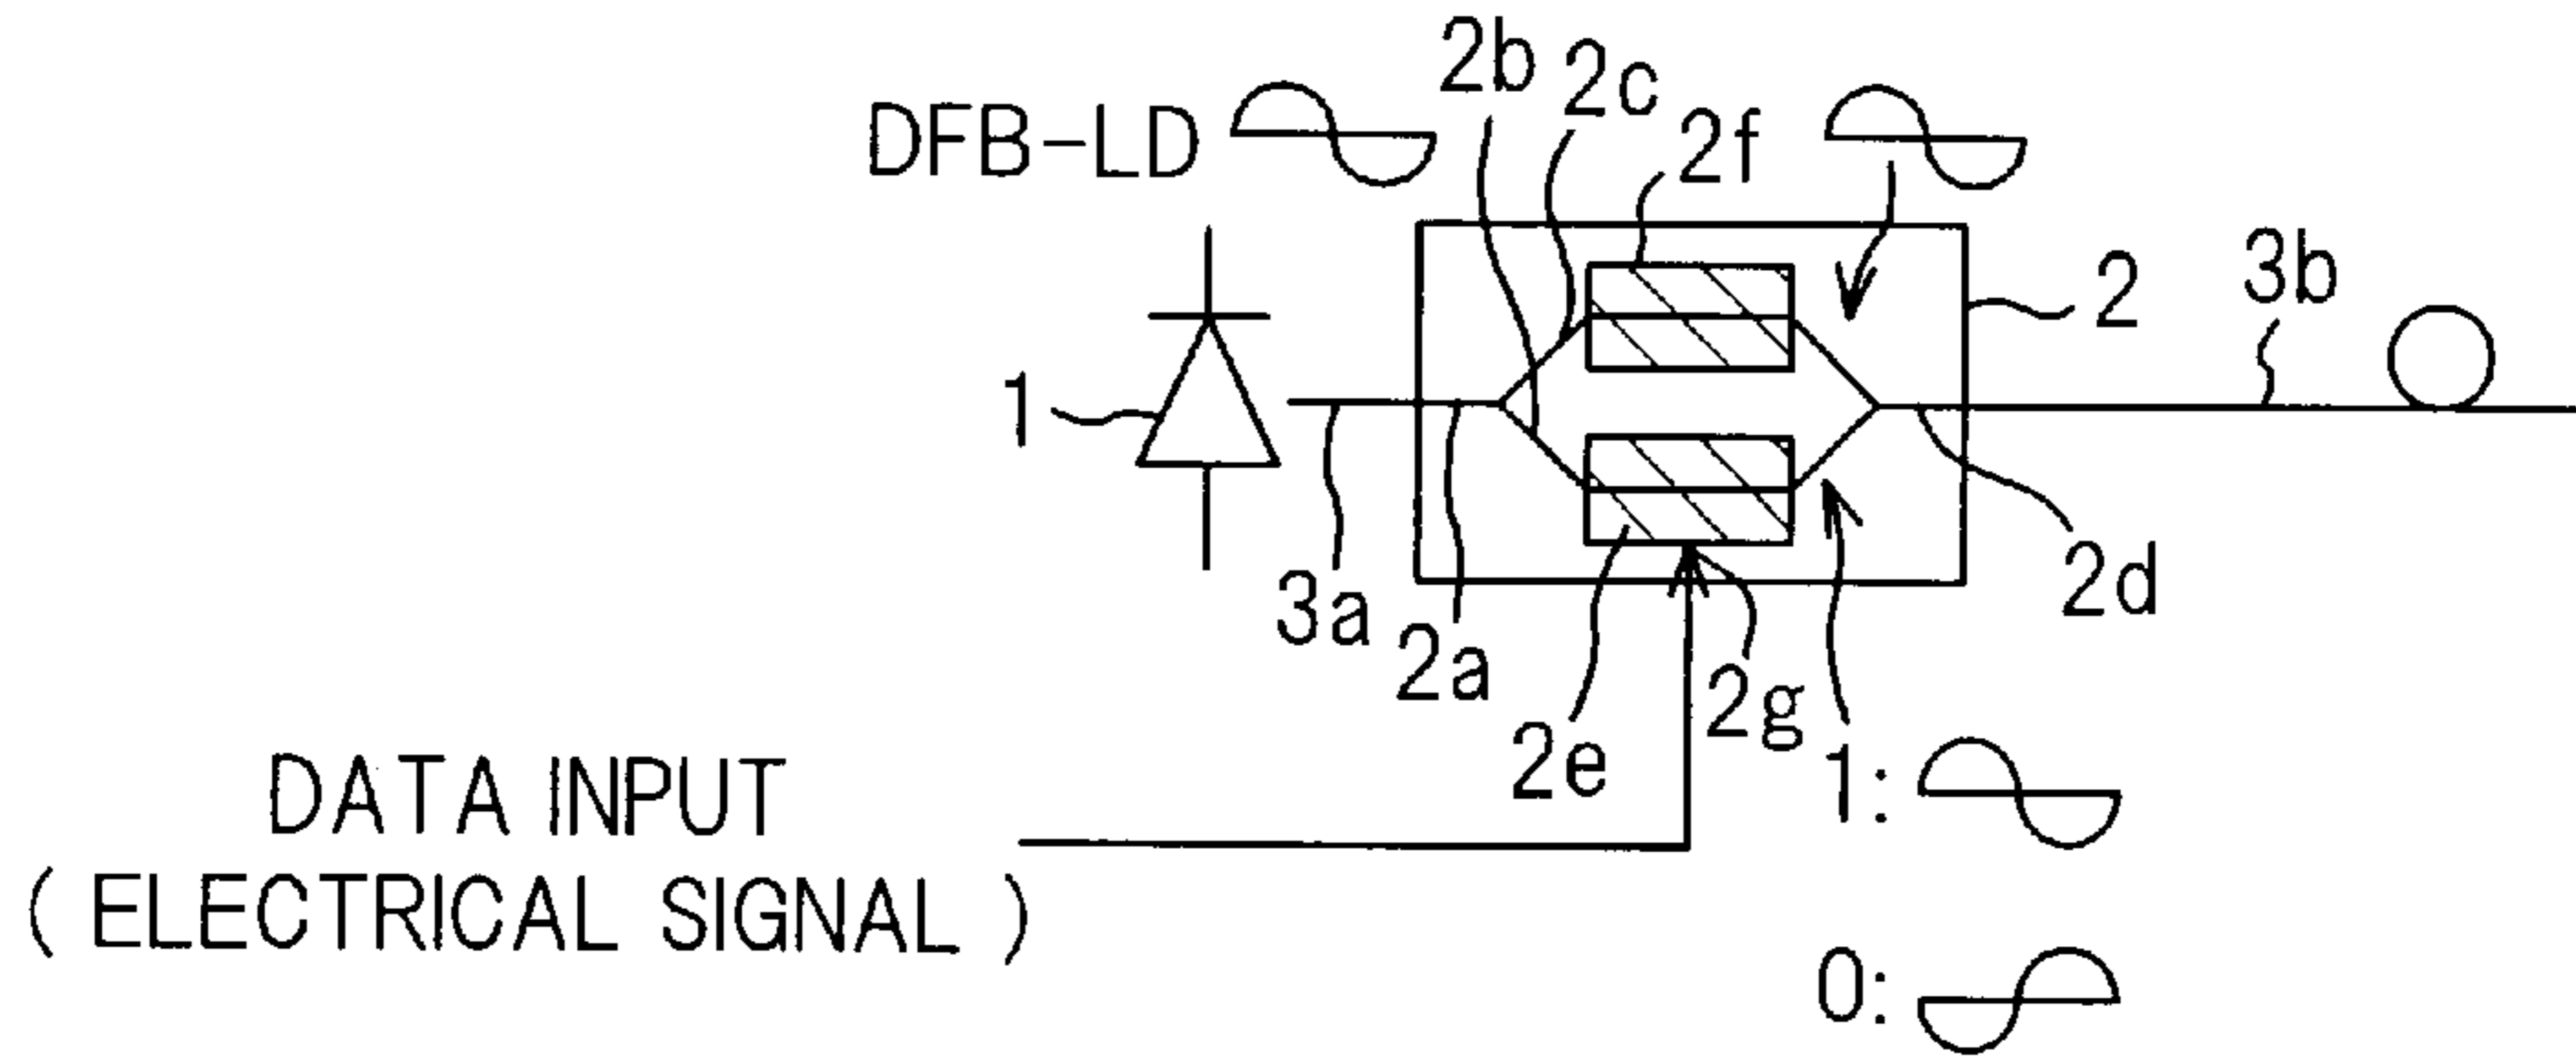 2b
2c
DFB-LD
2f
2
3b
1
3a
2a
2d
2g
2e
1:
DATA INPUT
( ELECTRICAL SIGNAL )
0: